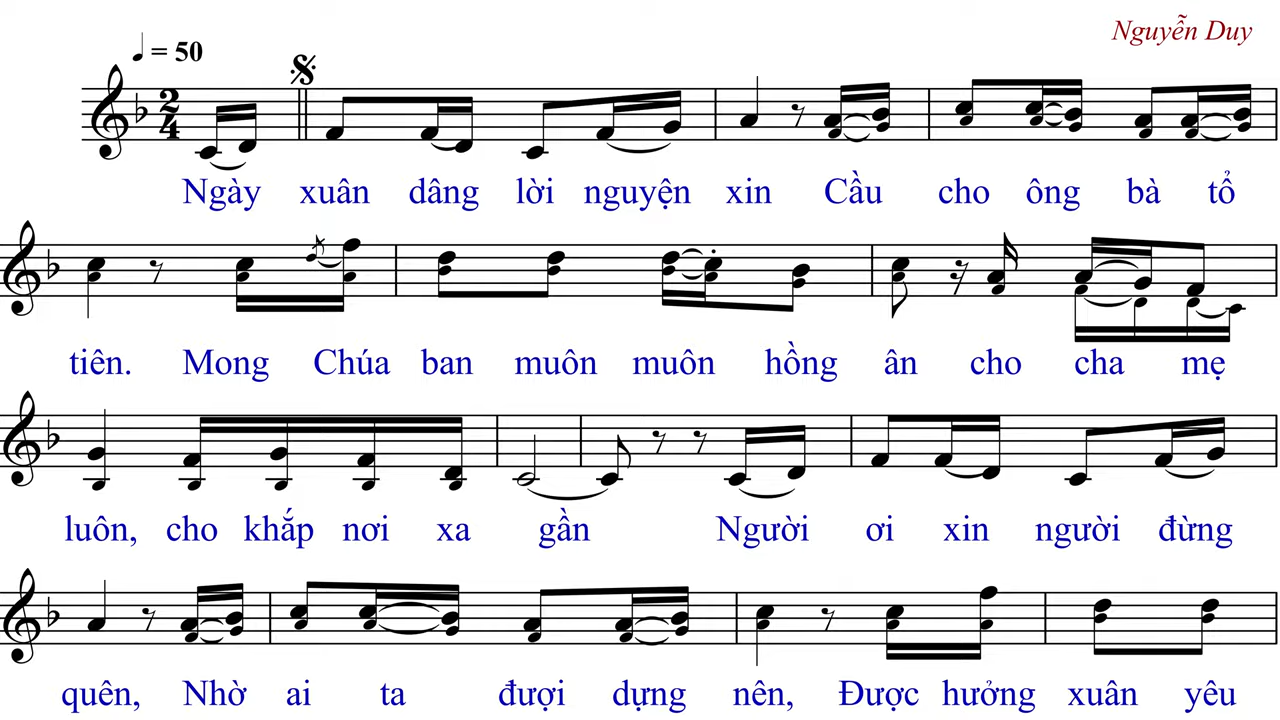 Nguyễn Duy
= 50
2
4
Ngày xuân dâng lời nguyện xin Cầu cho ông bà tổ
tiên. Mong Chúa ban muôn muôn hồng ân cho cha mẹ
luôn, cho khắp nơi xa gần Người ơi xin người đừng
quên, Nhờ ai ta đượi dựng nên, Được hưởng xuân yêu